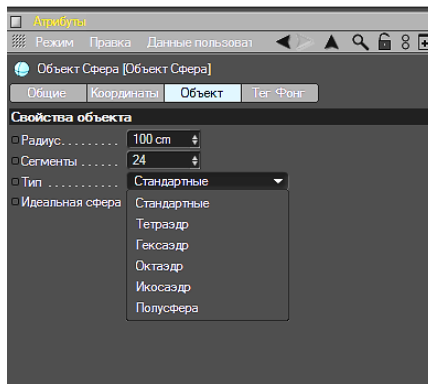 Атрибуты
Режим Правка Данные пользоват
Объект Сфера [Объект Сфера]
Общие Координаты Объект Тег Фонг
Свойства объекта
Радиус......... 100 cm
Сегменты ...... 24
Тип ........... Стандартные
Идеальная сфера Стандартные
Тетраэдр
Гексаэдр
Октаэдр
Икосаэдр
Полусфера